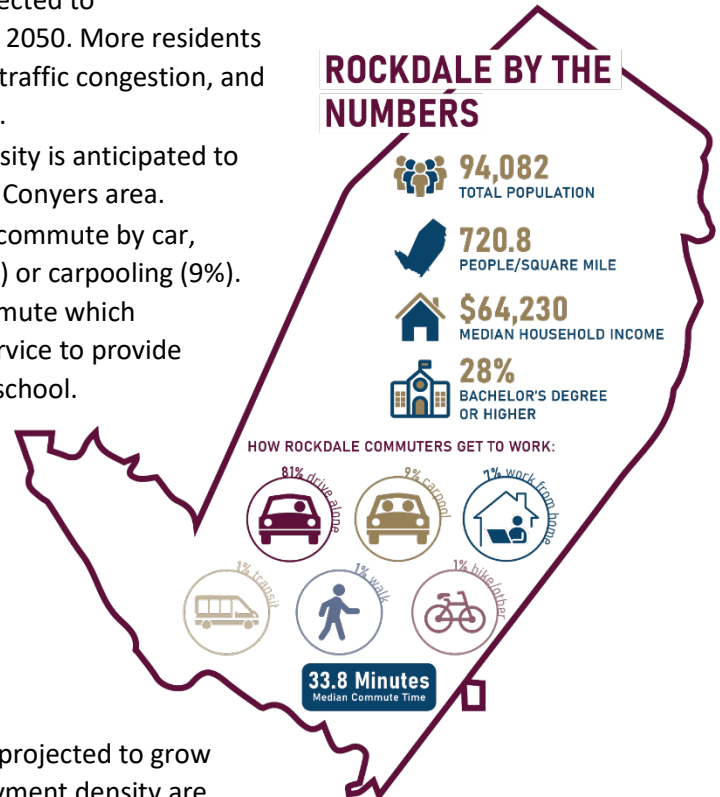 2050. More residents
traffic congestion, and
ROCKDALE BY THE
NUMBERS
sity is anticipated to
Conyers area.
94,082
TOTAL POPULATION
commute by car,
) or carpooling (9%).
mute which
rvice to provide
school.
720.8
PEOPLE/SQUARE MILE
$64,230
MEDIAN HOUSEHOLD INCOME
28%
BACHELOR'S DEGREE
OR HIGHER
HOW ROCKDALE COMMUTERS GET TO WORK:
81% drive alone
9% carpool
7% work from home
1% transit
1% walk
1% bike/other
33.8 Minutes
Median Commute Time
projected to grow